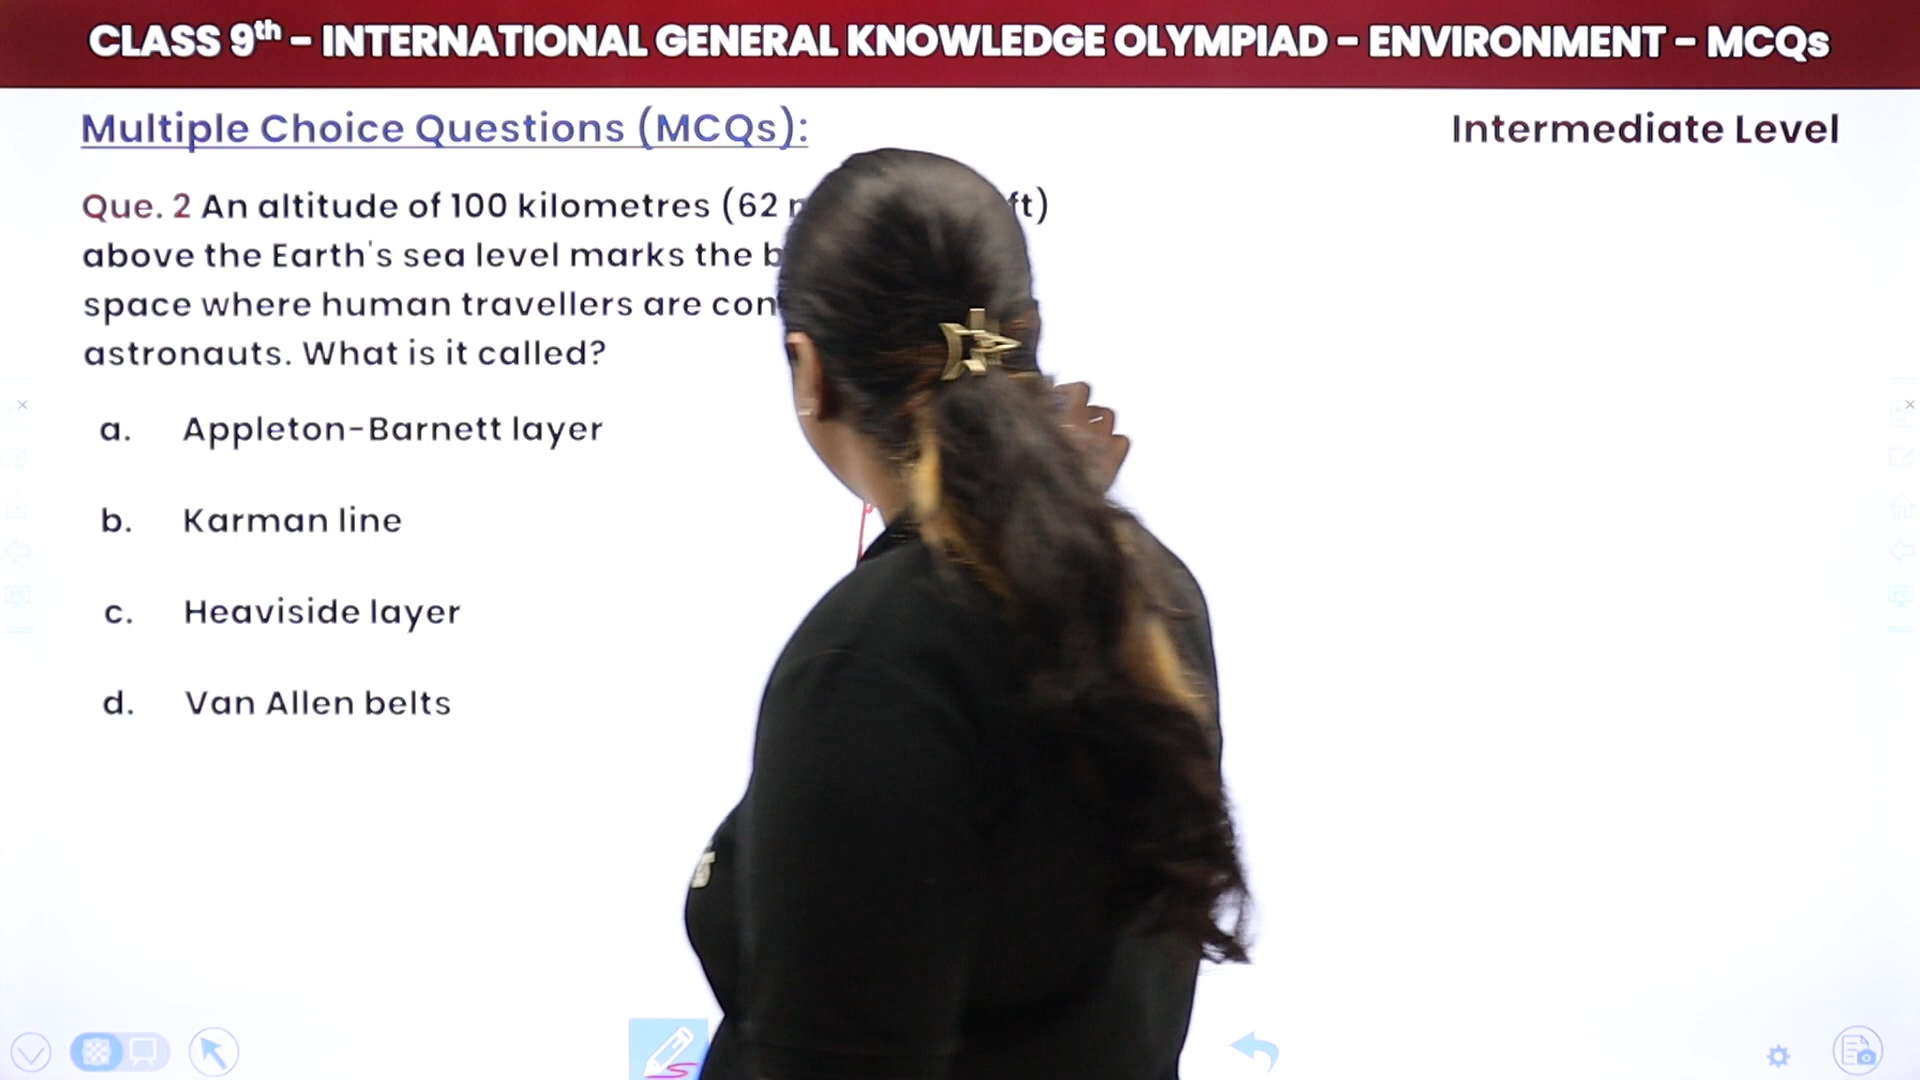 CLASS 9th - INTERNATIONAL GENERAL KNOWLEDGE OLYMPIAD - ENVIRONMENT - MCQs
Multiple Choice Questions (MCQs):
Intermediate Level
Que. 2 An altitude of 100 kilometres (62 ft)
above the Earth's sea level marks the
space where human travellers are
astronauts. What is it called?
a. Appleton-Barnett layer
b. Karman line
c. Heaviside layer
d. Van Allen belts